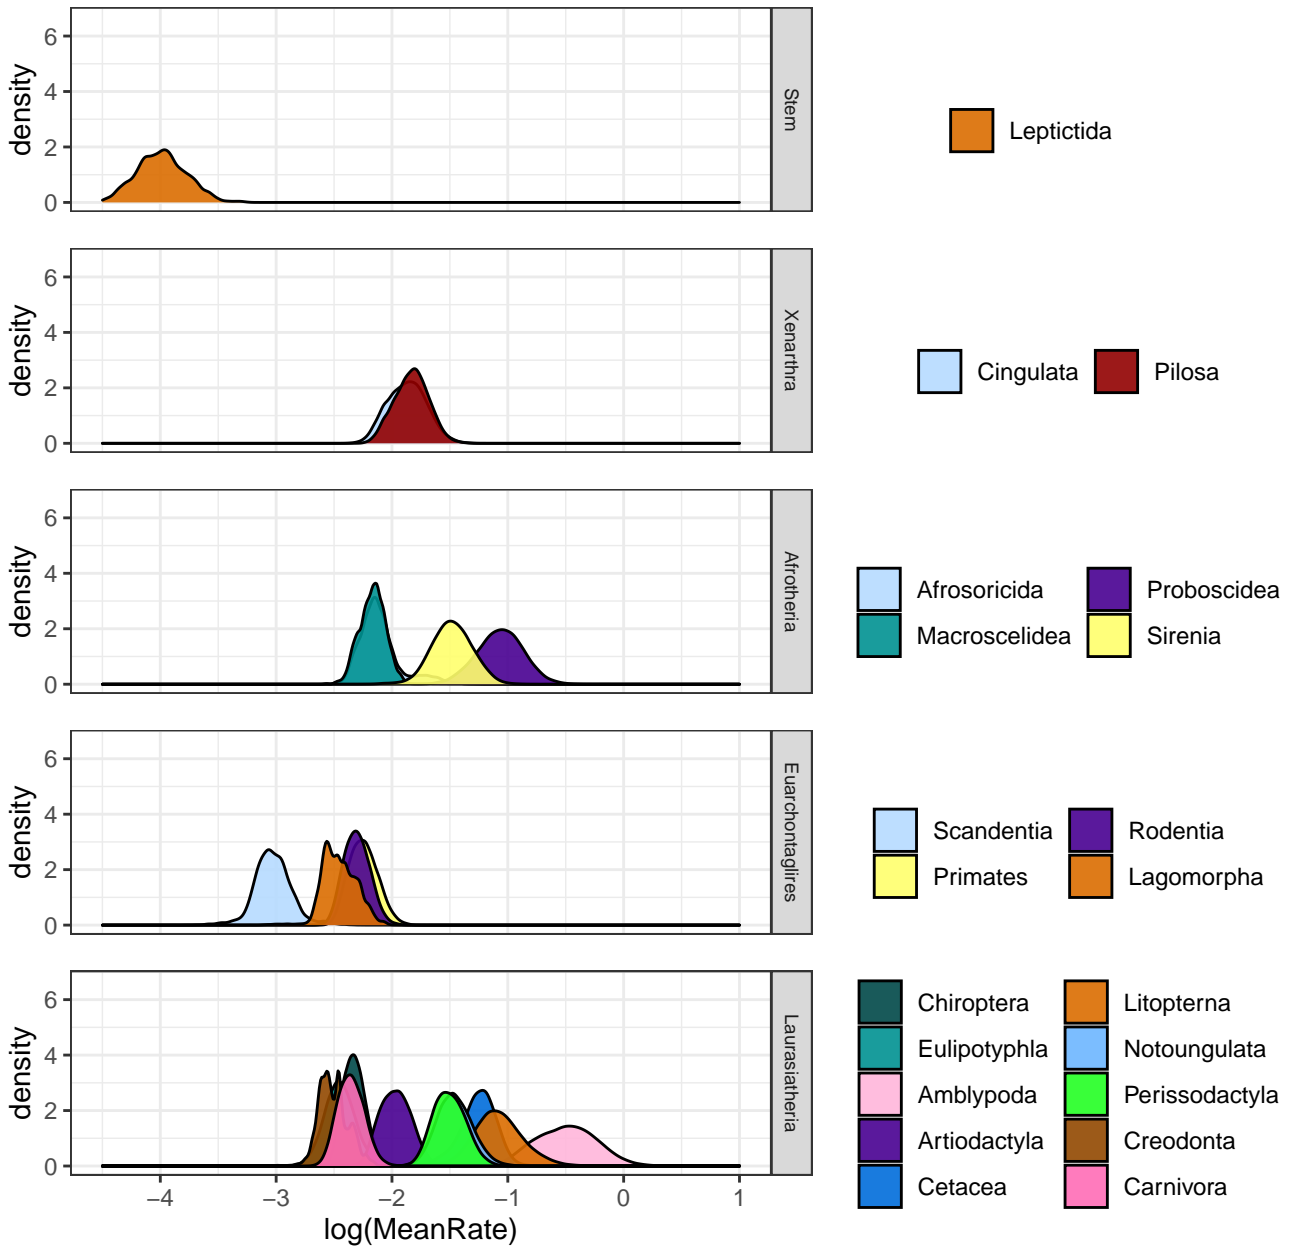 6
4
2
0
density
Stem
Leptictida
6
4
2
0
density
Xenarthra
Cingulata
Pilosa
6
4
2
0
density
Afrotheria
Afrosoricida
Proboscidea
Macroscelidea
Sirenia
6
4
2
0
density
Euarchontaglires
Scandentia
Rodentia
Primates
Lagomorpha
6
4
2
0
density
Laurasiatheria
Chiroptera
Litopterna
Eulipotyphla
Notoungulata
Amblypoda
Perissodactyla
Artiodactyla
Creodonta
Cetacea
Carnivora
−4 −3 −2 −1 0 1
log(MeanRate)